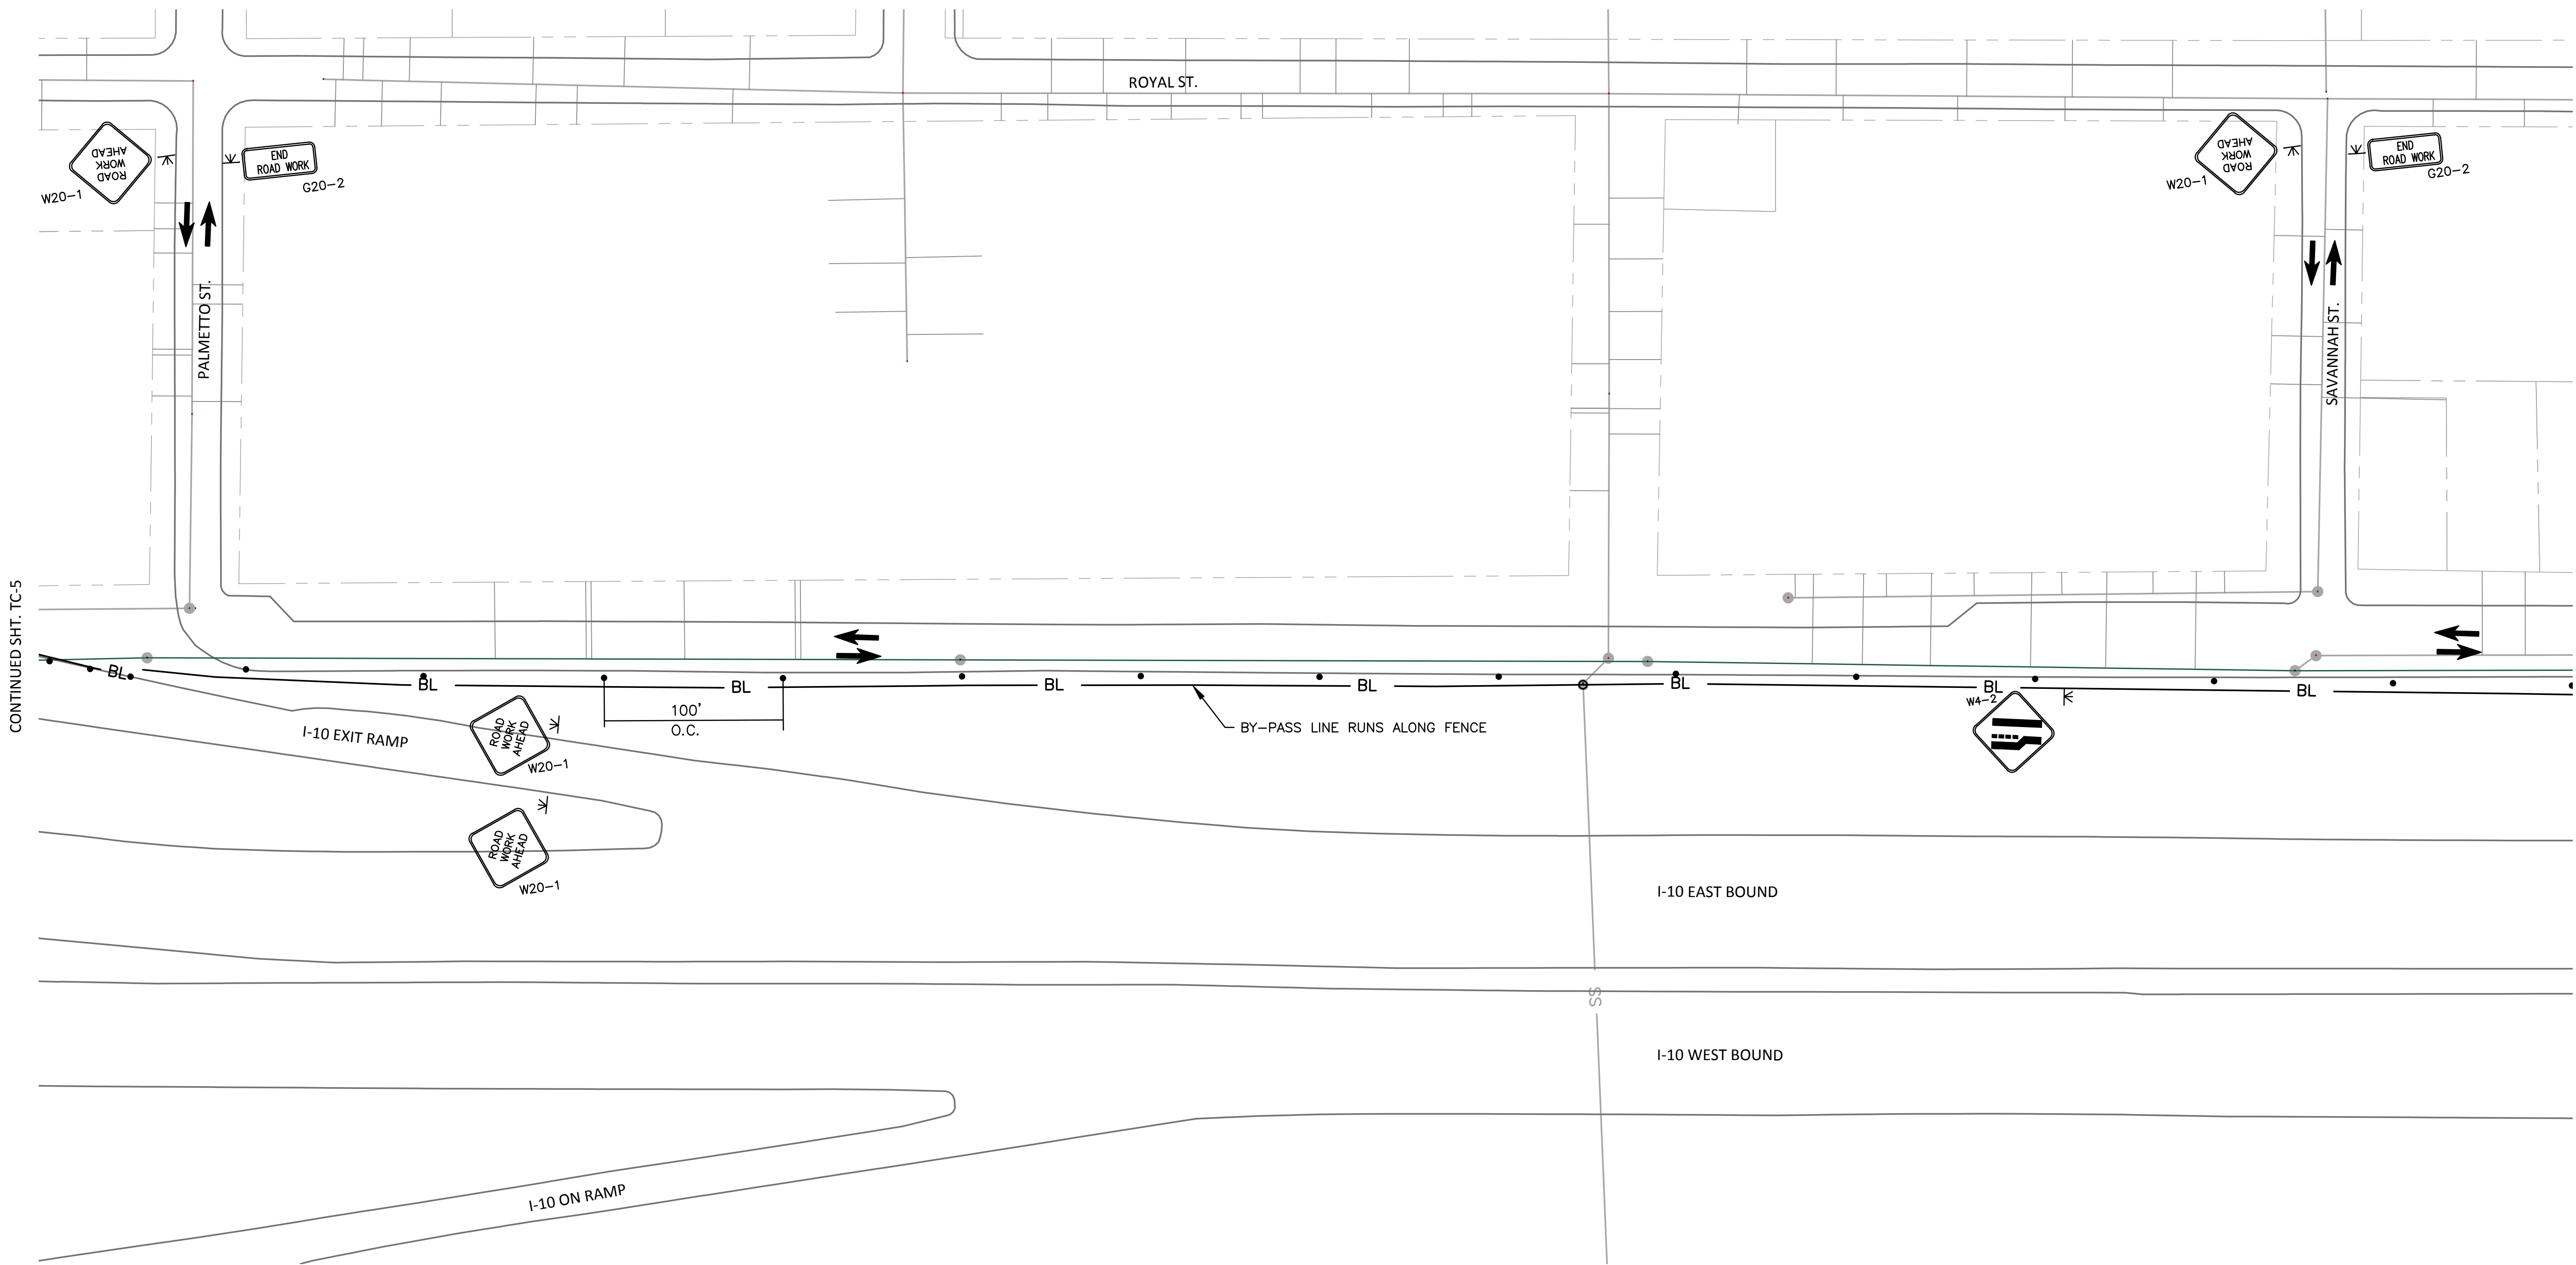 ROYAL ST.
ROAD
WORK
AHEAD
W20-1
END
ROAD WORK
G20-2
ROAD
WORK
AHEAD
W20-1
END
ROAD WORK
G20-2
PALMETTO ST.
SAVANNAH ST.
CONTINUED SHT. TC-5
BL
BL
BL
BL
BL
BL
BL
BL
W4-2
100'
O.C.
BY-PASS LINE RUNS ALONG FENCE
I-10 EXIT RAMP
ROAD
WORK
AHEAD
W20-1
ROAD
WORK
AHEAD
W20-1
I-10 EAST BOUND
SS
I-10 WEST BOUND
I-10 ON RAMP